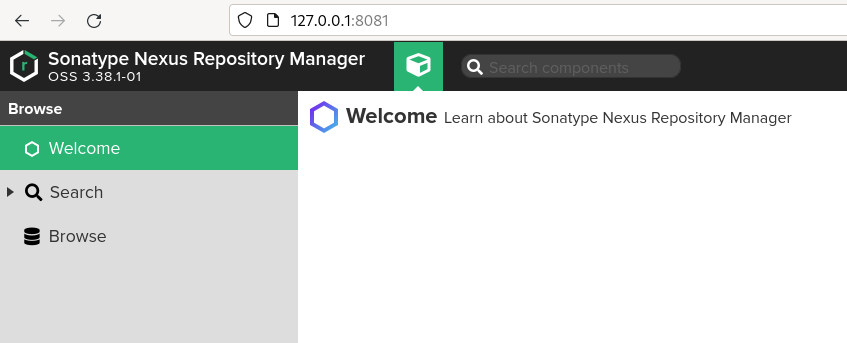 127.0.0.1:8081
Sonatype Nexus Repository Manager
OSS 3.38.1-01
Search components
Browse
Welcome
Welcome Learn about Sonatype Nexus Repository Manager
Search
Browse